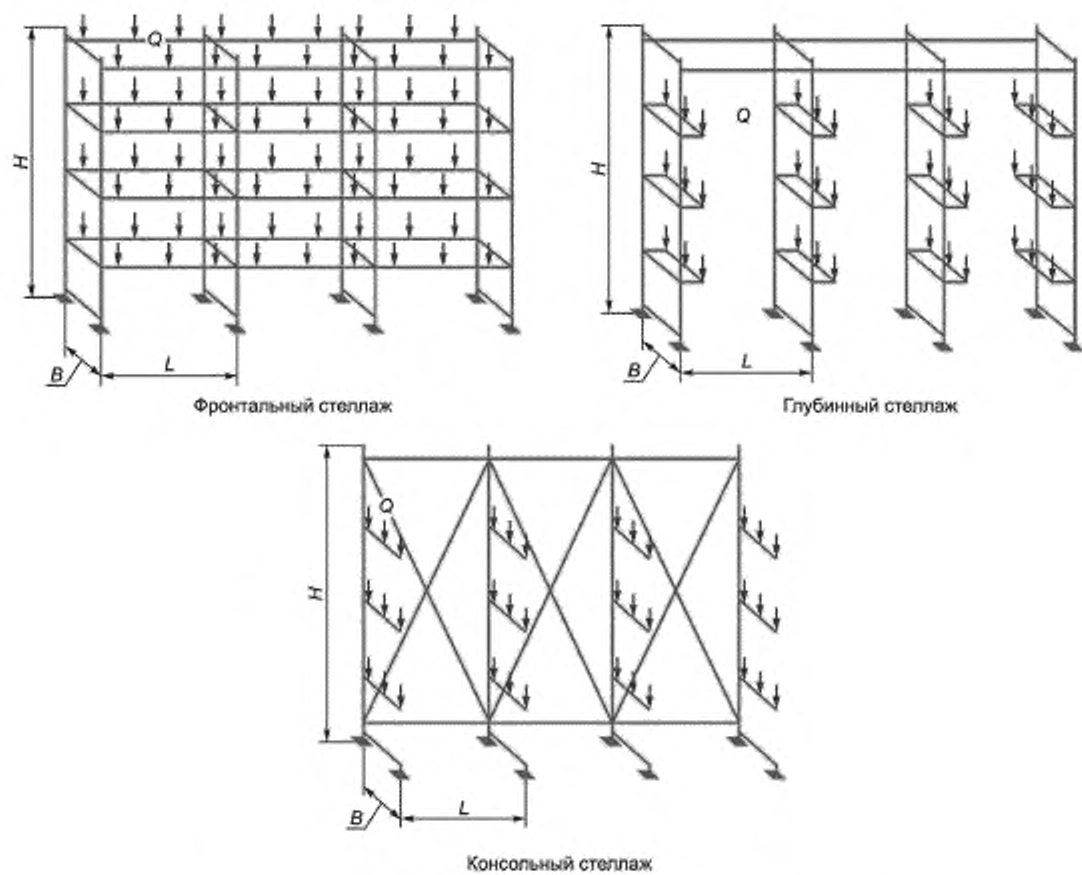 Q
Q
H
H
B
L
B
L
Фронтальный стеллаж
Глубинный стеллаж
Q
H
B
L
Консольный стеллаж